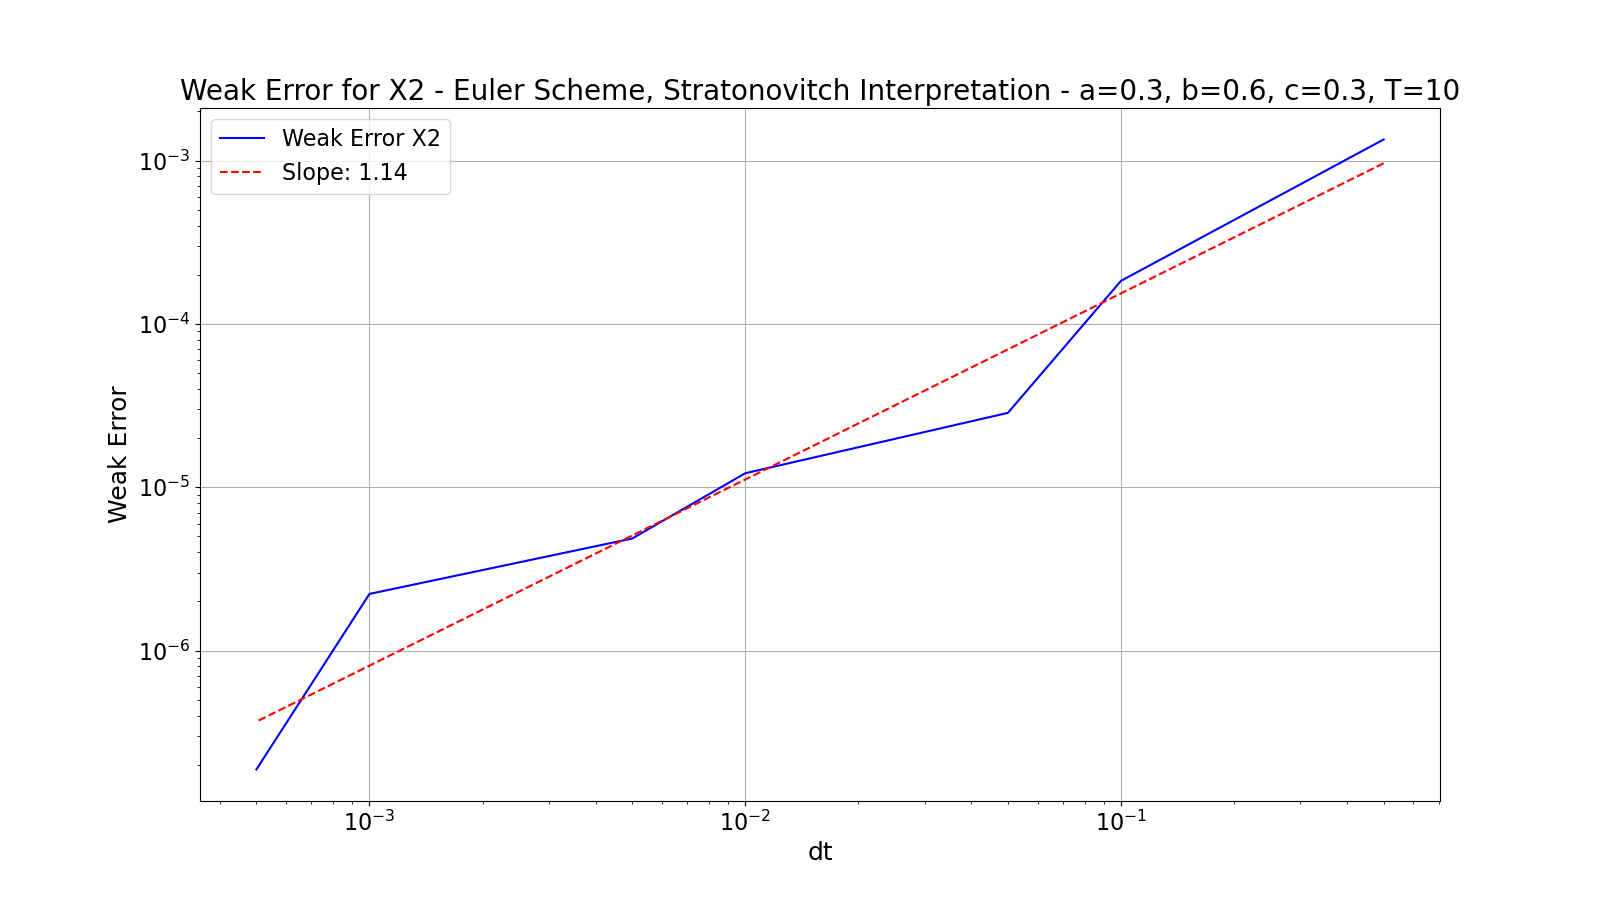 Weak Error for X2 - Euler Scheme, Stratonovitch Interpretation - a=0.3, b=0.6, c=0.3, T=10
Weak Error X2
Slope: 1.14
Weak Error
10⁻³
10⁻⁴
10⁻⁵
10⁻⁶
10⁻³ 10⁻² 10⁻¹
dt